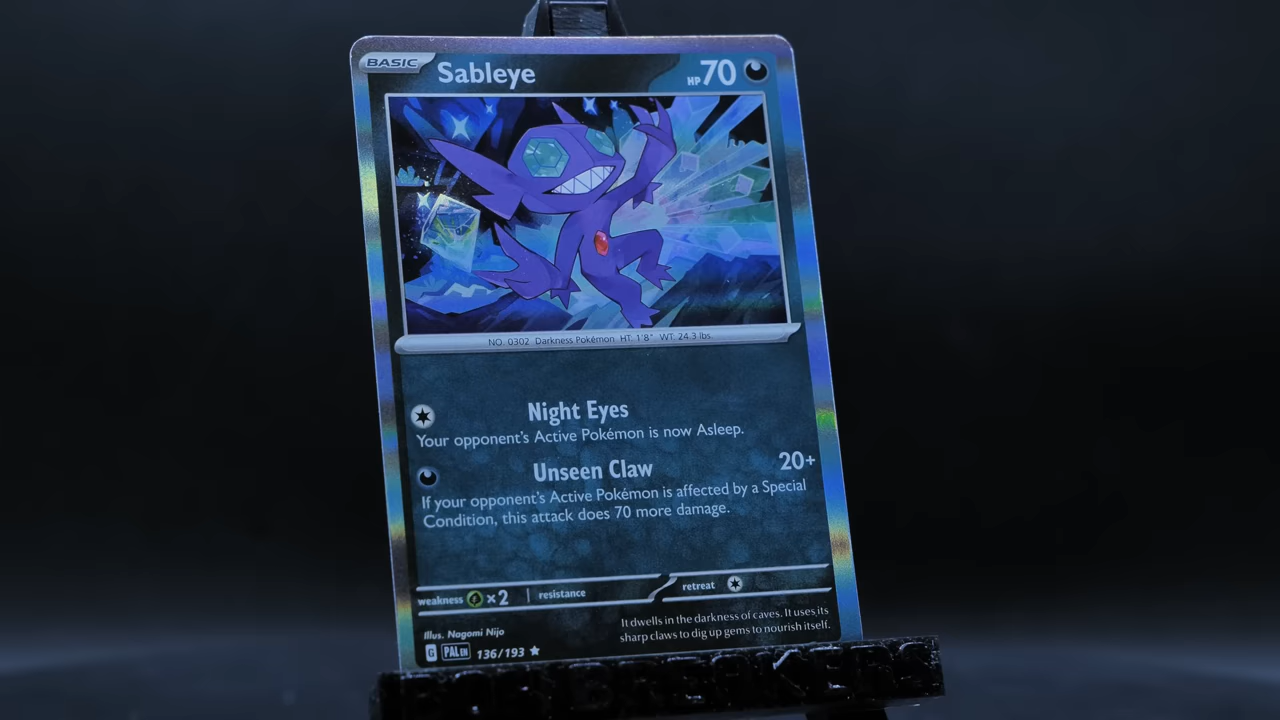 BASIC Sableye HP 70
NO. 0302 Darkness Pokémon HT: 1'8" WT: 24.3 lbs.
Night Eyes
Your opponent's Active Pokémon is now Asleep.
Unseen Claw 20+
If your opponent's Active Pokémon is affected by a Special
Condition, this attack does 70 more damage.
weakness ×2 resistance retreat
It dwells in the darkness of caves. It uses its
sharp claws to dig up gems to nourish itself.
Illus. Nagomi Nijo
G PAL EN 136/193